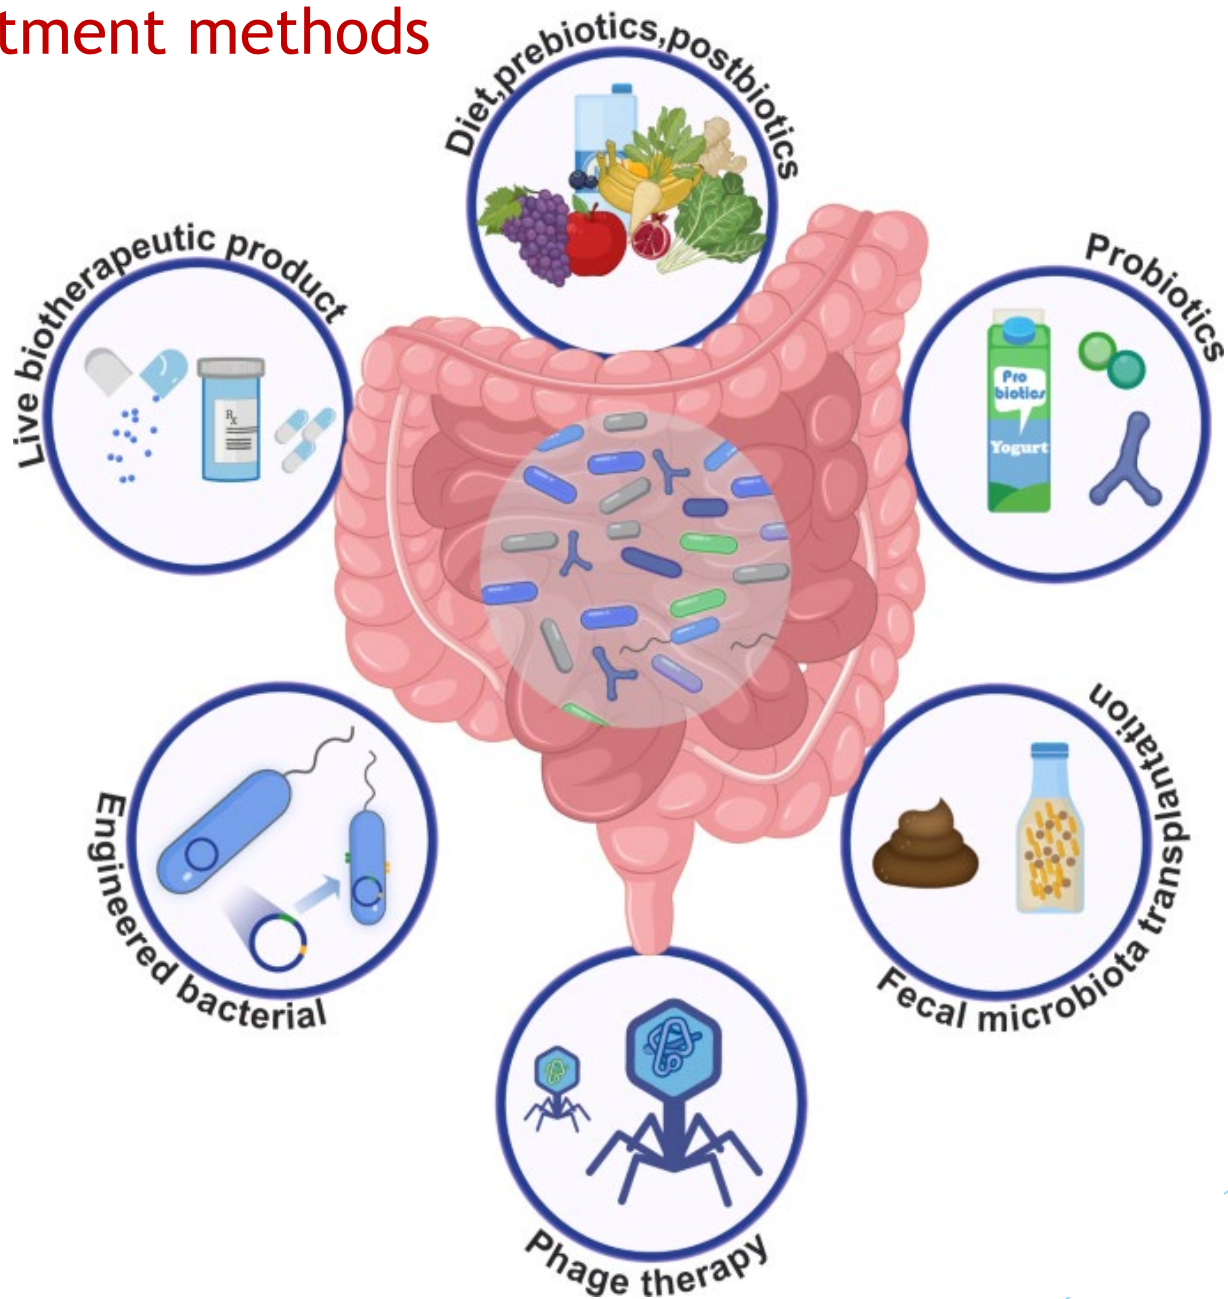 tment methods
Diet,prebiotics,postbiotics
Live biotherapeutic product
Rx
Probiotics
Pro
biotics
Yogurt
Engineered bacterial
Fecal microbiota transplantation
Phage therapy